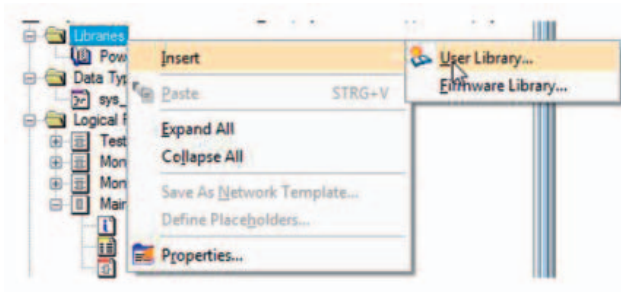 Libraries
Pow
Insert
User Library...
Data Typ
Firmware Library...
sys_
Paste STRG+V
Logical P
Expand All
Test
Mon
Collapse All
Mon
Save As Network Template...
Main
Define Placeholders...
Properties...